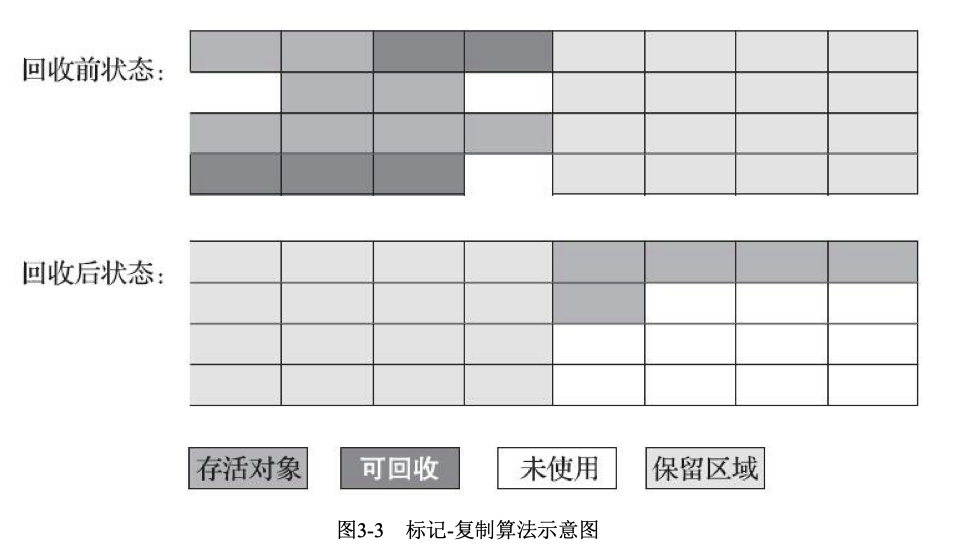 回收前状态：
回收后状态：
存活对象
可回收
未使用
保留区域
图3-3 标记-复制算法示意图